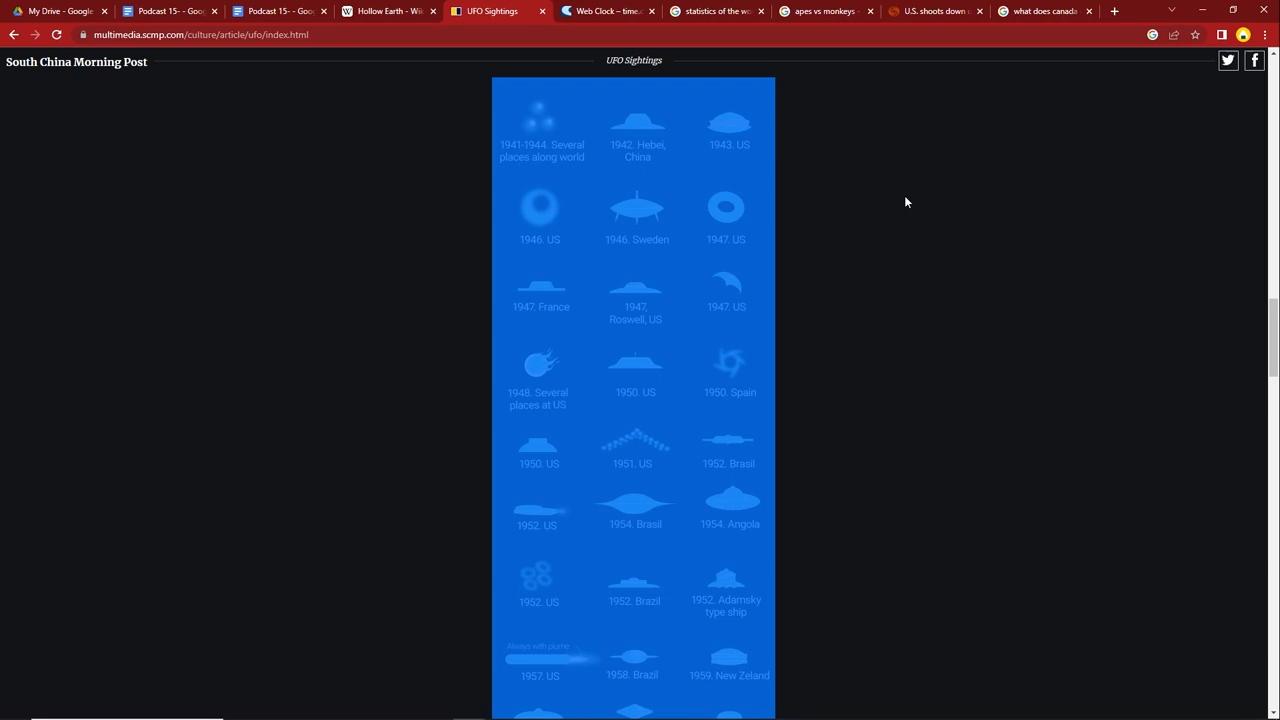 My Drive - Google
Podcast 15- - Goo
Podcast 15- - Goo
Hollow Earth - Wik
UFO Sightings
Web Clock – time.c
statistics of the wo
apes vs monkeys -
U.S. shoots down u
what does canada
multimedia.scmp.com/culture/article/ufo/index.html
South China Morning Post
UFO Sightings
1941-1944. Several
places along world
1942. Hebei,
China
1943. US
1946. US
1946. Sweden
1947. US
1947. France
1947,
Roswell, US
1947. US
1948. Several
places at US
1950. US
1950. Spain
1950. US
1951. US
1952. Brasil
1952. US
1954. Brasil
1954. Angola
1952. US
1952. Brazil
1952. Adamsky
type ship
Always with plume
1957. US
1958. Brazil
1959. New Zeland